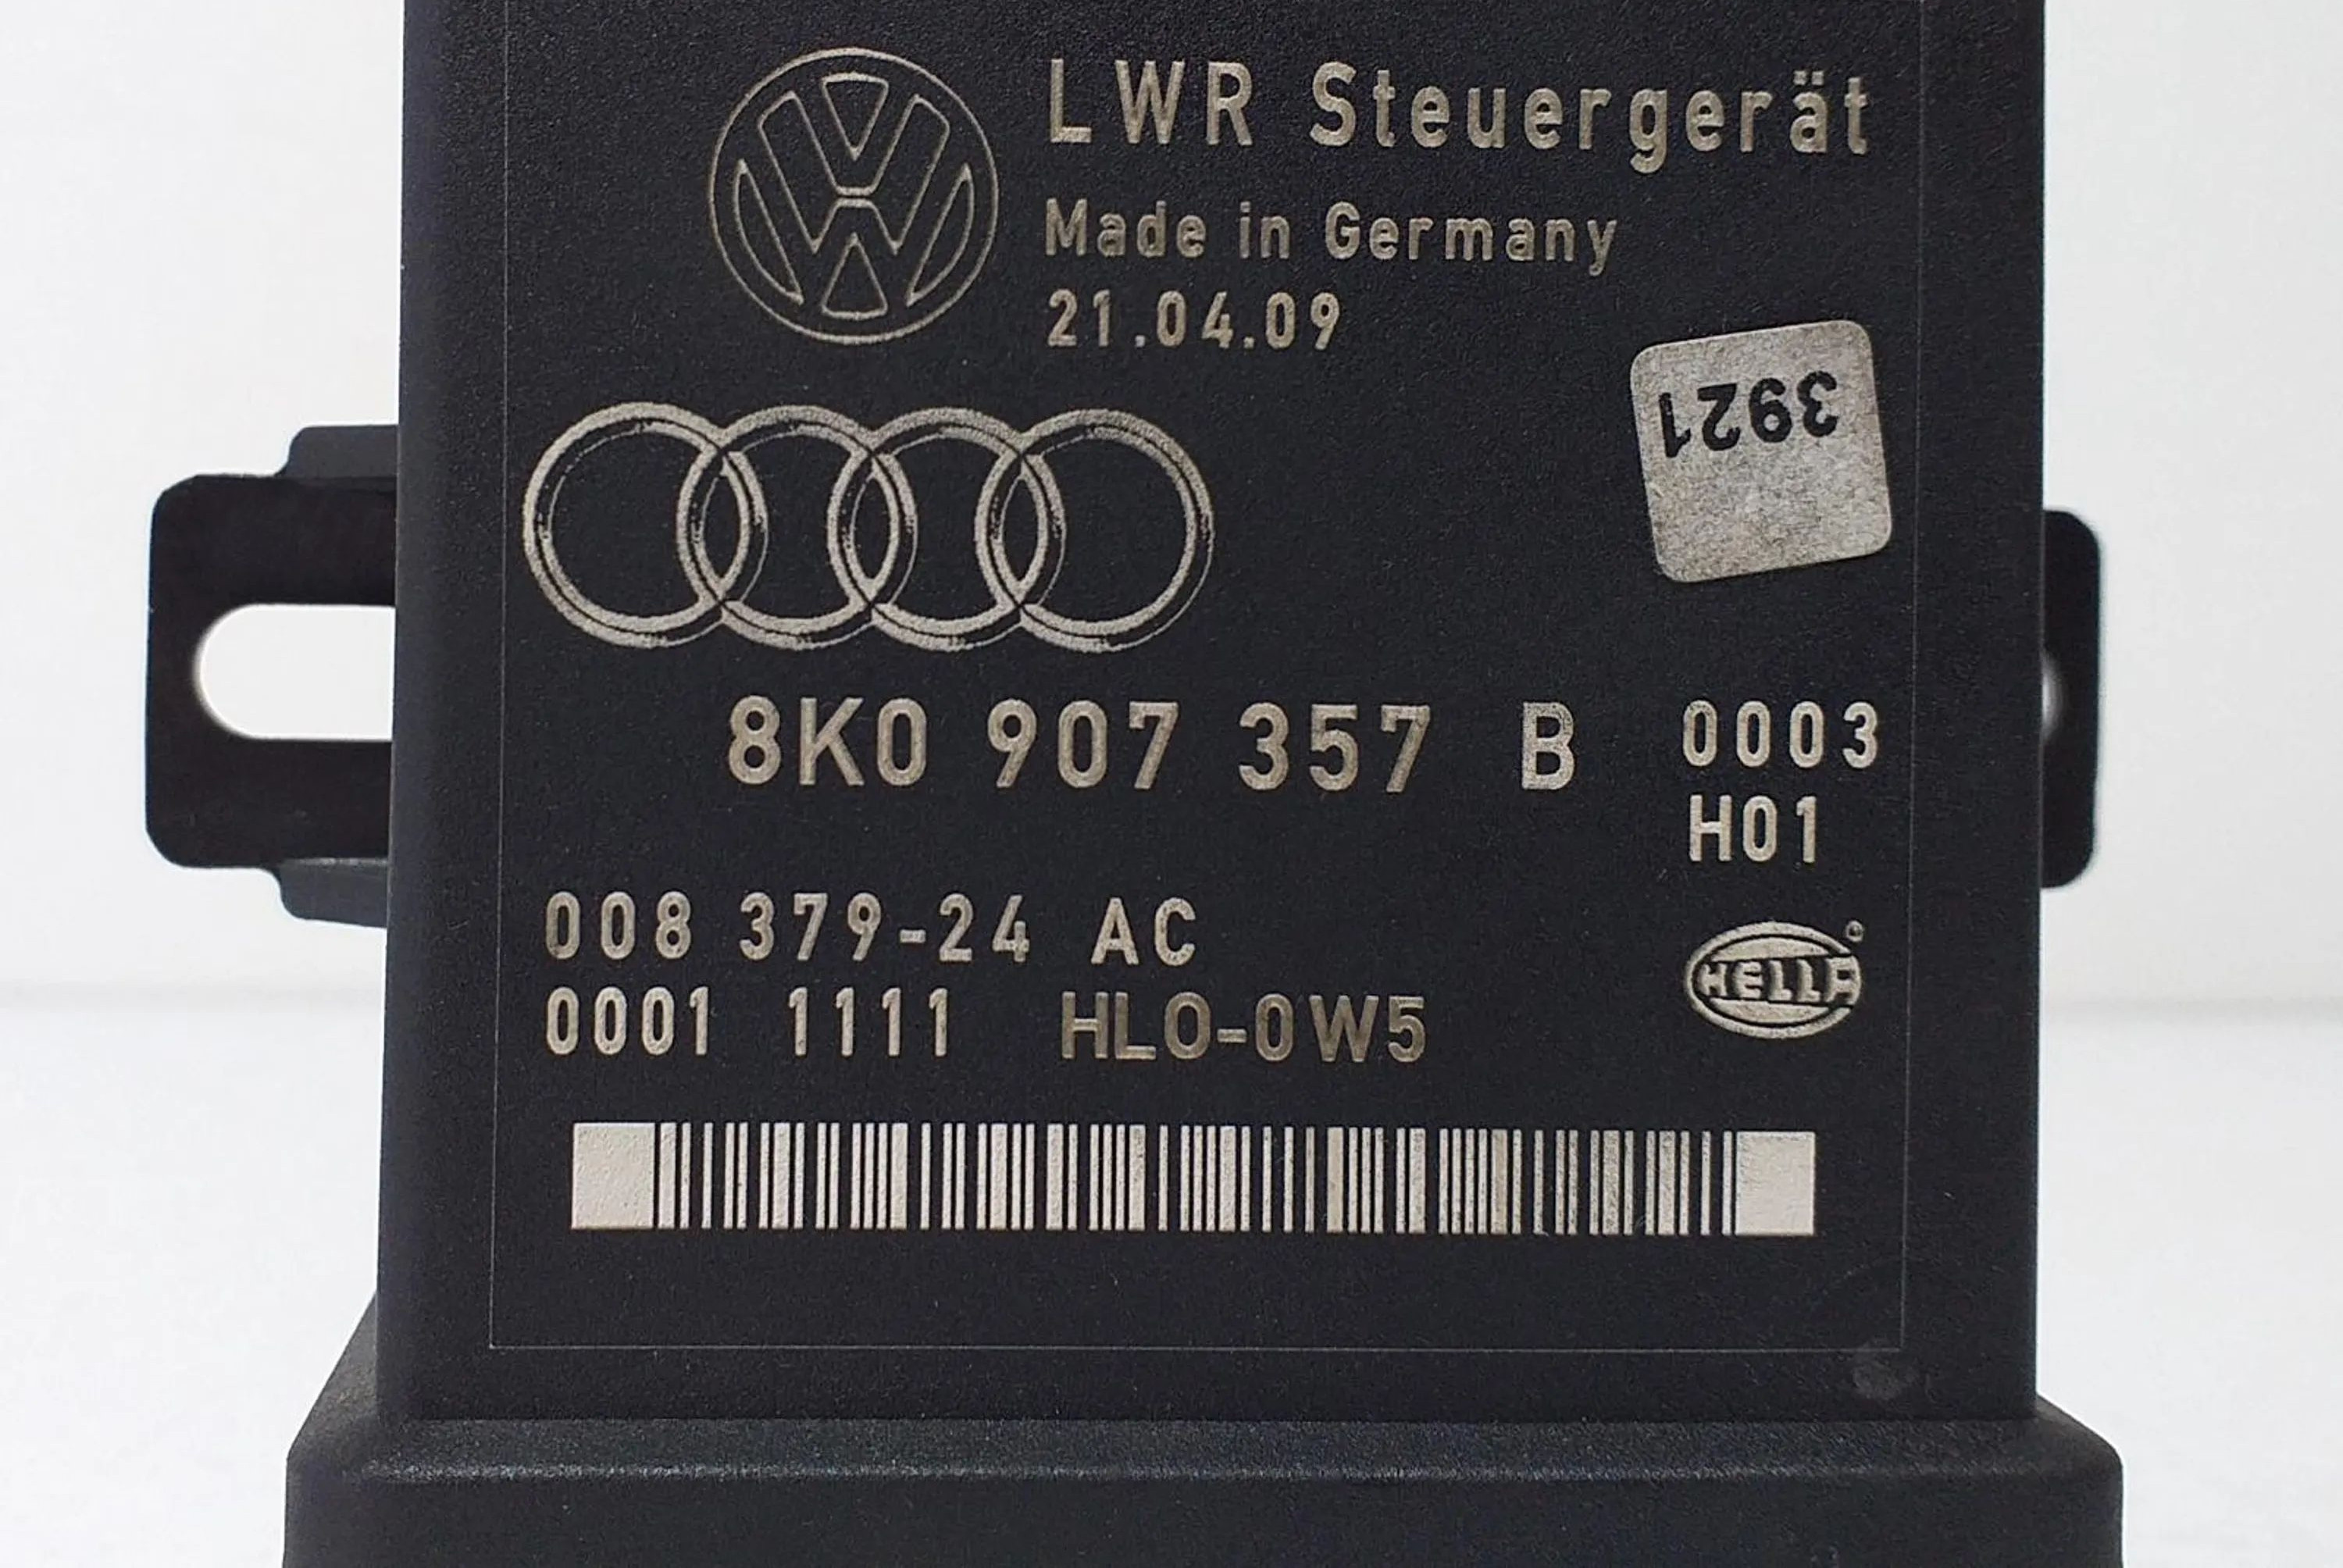 LWR Steuergerät
Made in Germany
21.04.09
3921
8K0 907 357 B 0003
H01
008 379-24 AC
0001 1111 HLO-0W5
HELLA